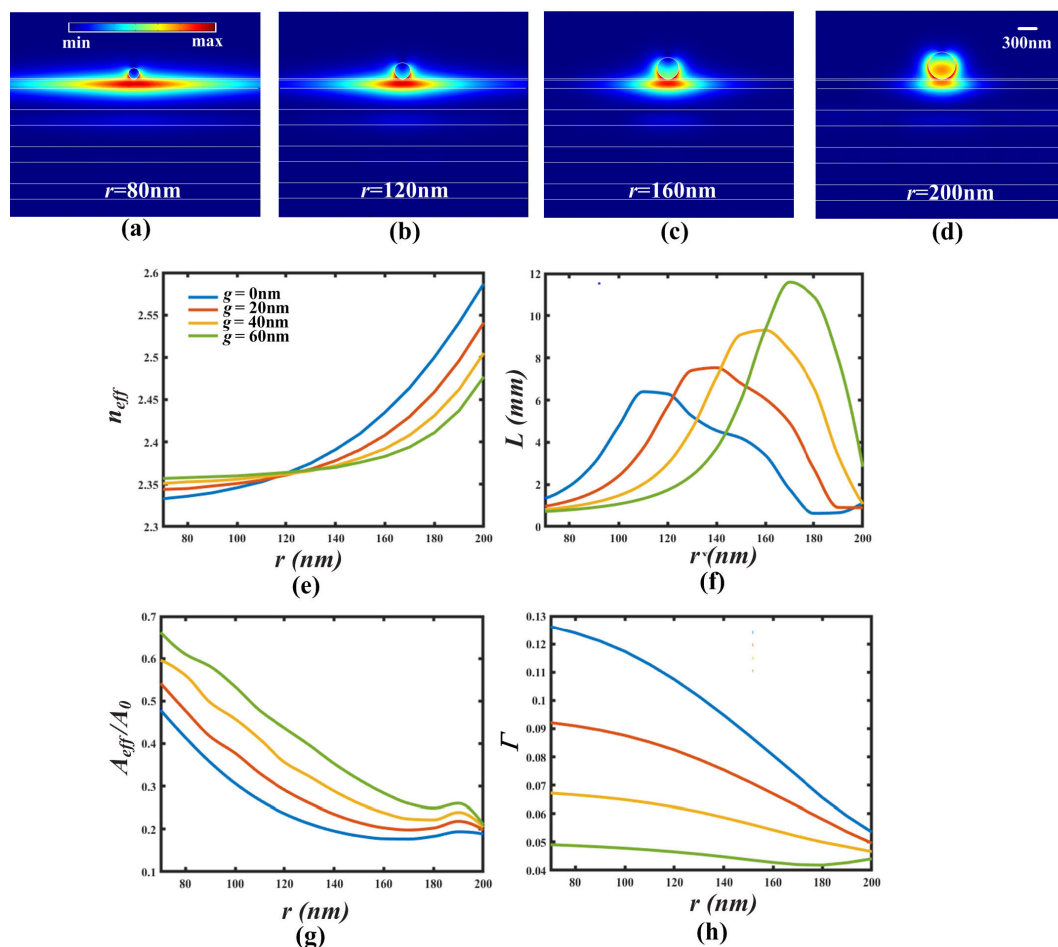 min max
300nm
r=80nm
r=120nm
r=160nm
r=200nm
(a)
(b)
(c)
(d)
2.6
2.55
2.5
2.45
2.4
2.35
2.3
n_eff
g = 0nm
g = 20nm
g = 40nm
g = 60nm
80 100 120 140 160 180 200
r (nm)
(e)
12
10
8
6
4
2
0
L (mm)
80 100 120 140 160 180 200
r (nm)
(f)
0.7
0.6
0.5
0.4
0.3
0.2
0.1
A_eff/A_0
80 100 120 140 160 180 200
r (nm)
(g)
0.13
0.12
0.11
0.1
0.09
0.08
0.07
0.06
0.05
0.04
Γ
80 100 120 140 160 180 200
r (nm)
(h)